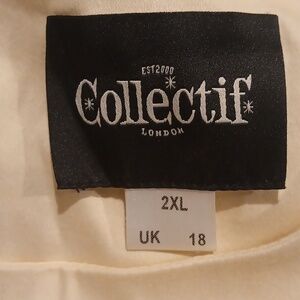 EST2000
Collectif
LONDON
2XL
UK 18